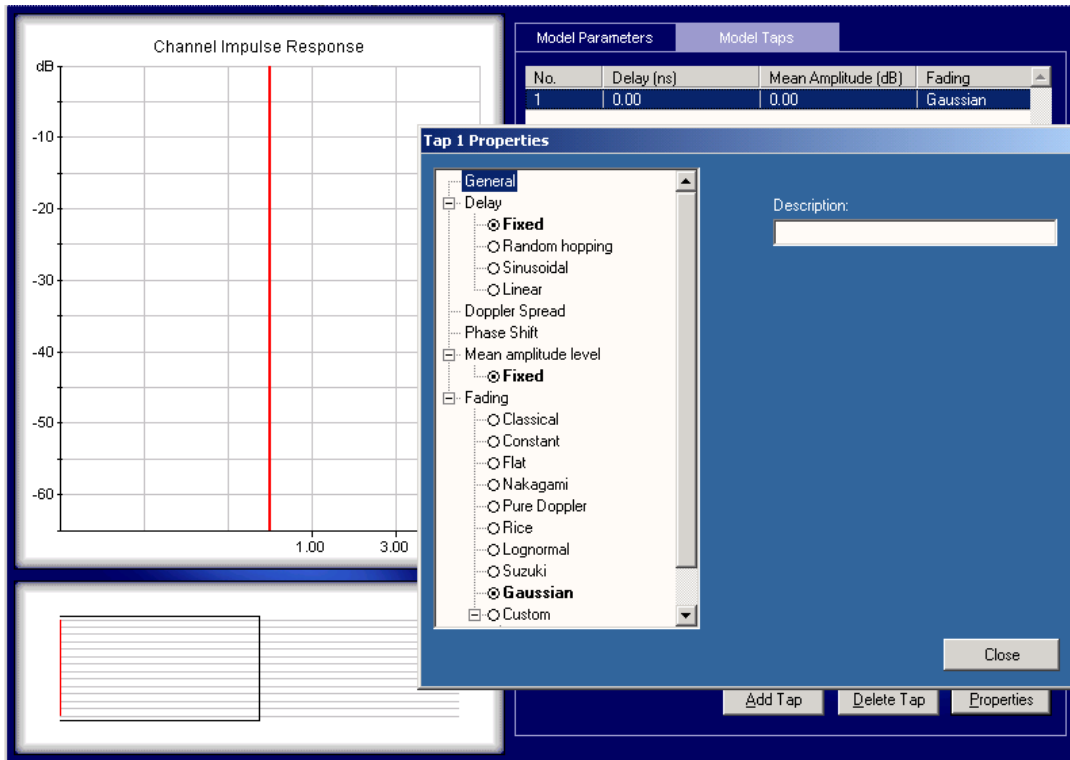 Channel Impulse Response
dB
-10
-20
-30
-40
-50
-60
1.00 3.00
Model Parameters Model Taps
No. Delay (ns) Mean Amplitude (dB) Fading
1 0.00 0.00 Gaussian
Tap 1 Properties
General
Delay
Fixed
Random hopping
Sinusoidal
Linear
Doppler Spread
Phase Shift
Mean amplitude level
Fixed
Fading
Classical
Constant
Flat
Nakagami
Pure Doppler
Rice
Lognormal
Suzuki
Gaussian
Custom
Description:
Close
Add Tap Delete Tap Properties